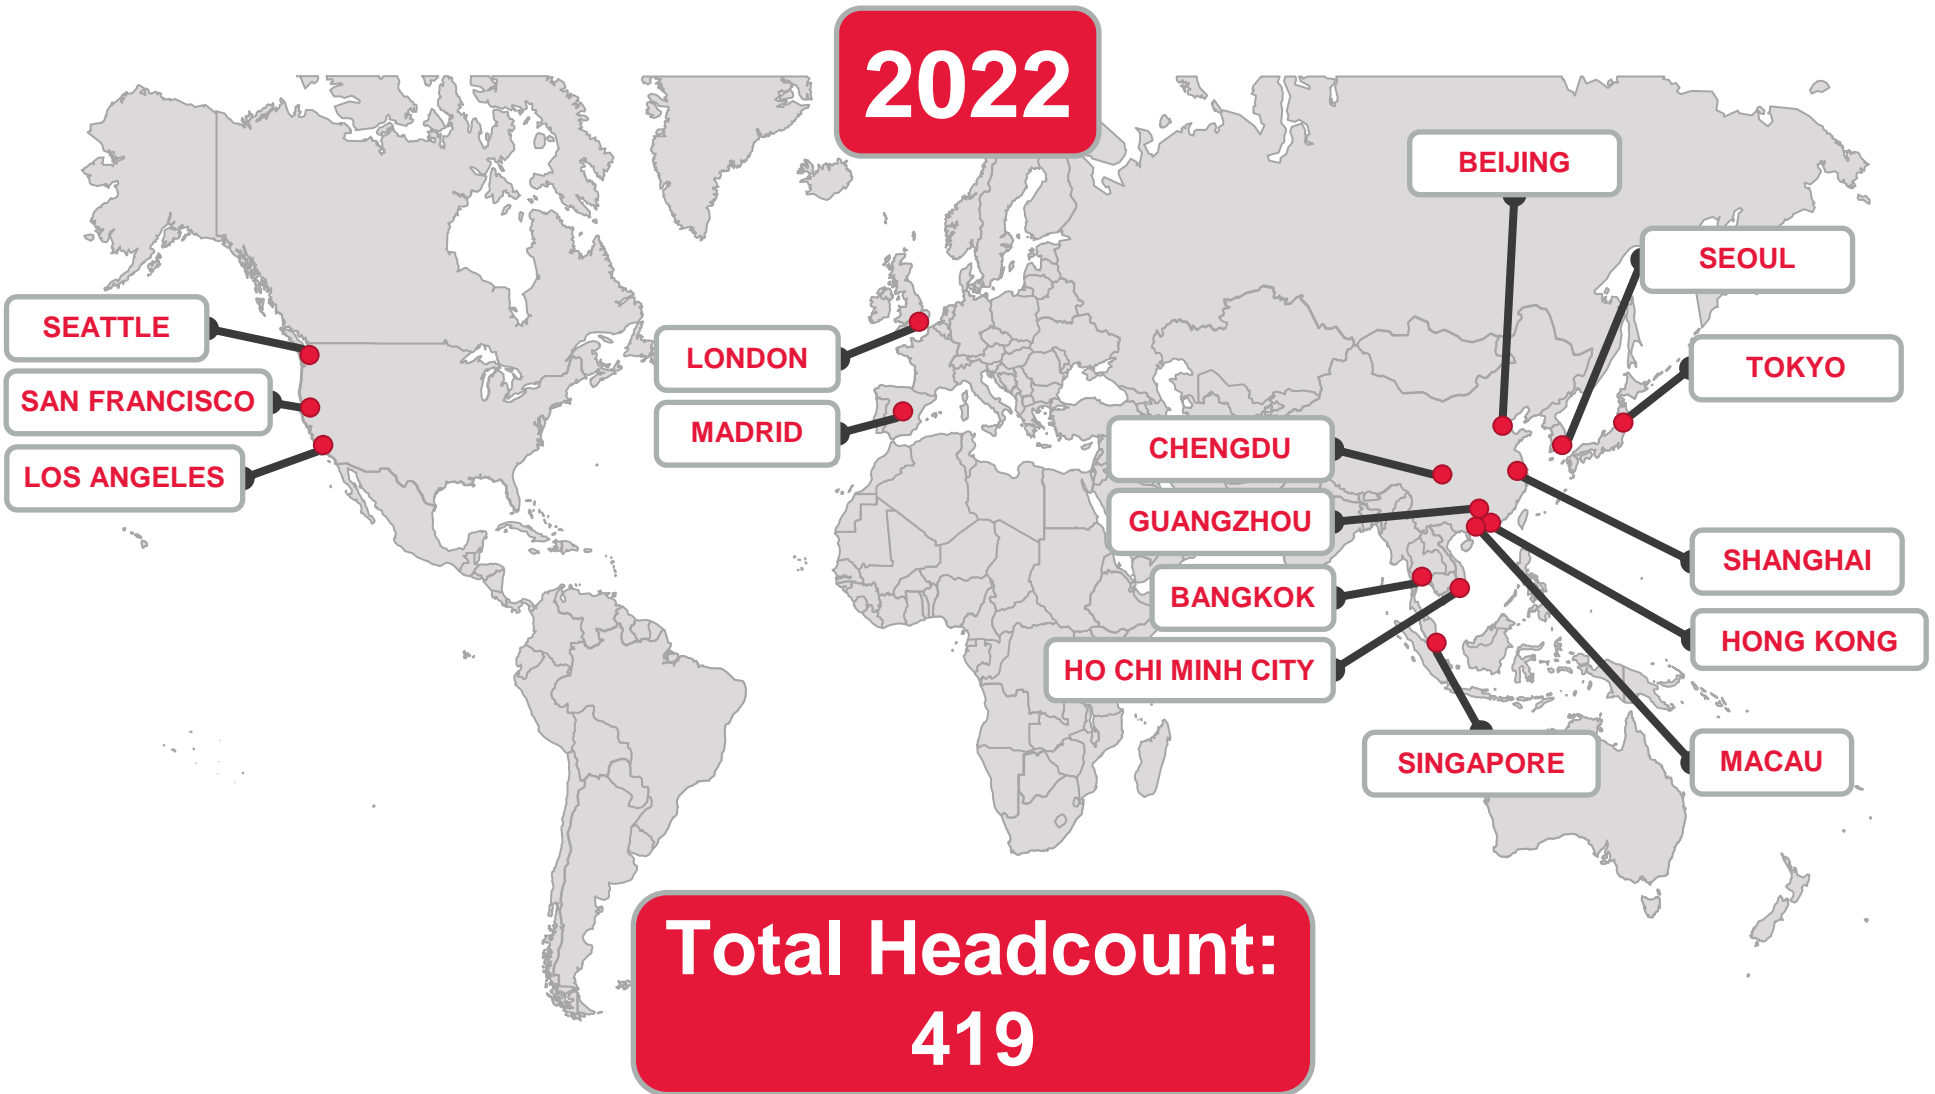 2022
BEIJING
SEOUL
SEATTLE
LONDON
TOKYO
SAN FRANCISCO
MADRID
CHENGDU
LOS ANGELES
GUANGZHOU
SHANGHAI
BANGKOK
HONG KONG
HO CHI MINH CITY
SINGAPORE
MACAU
Total Headcount:
419